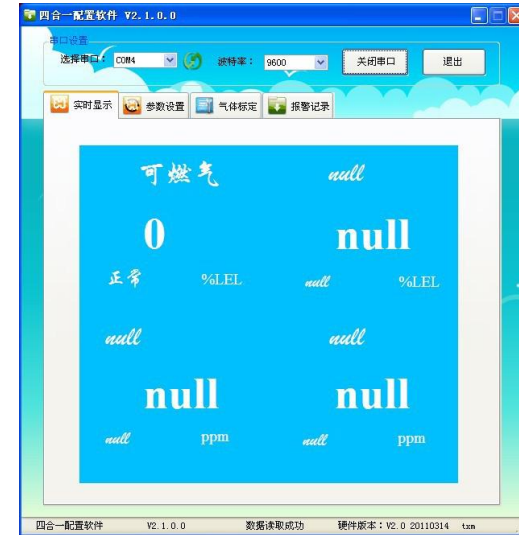 四合一配置软件 V2.1.0.0
串口设置
选择串口： COM4 波特率： 9600 关闭串口 退出
实时显示 参数设置 气体标定 报警记录
可燃气 null
0 null
正常 %LEL null %LEL
null null
null null
null ppm null ppm
四合一配置软件 V2.1.0.0 数据读取成功 硬件版本：V2.0 20110314 txm